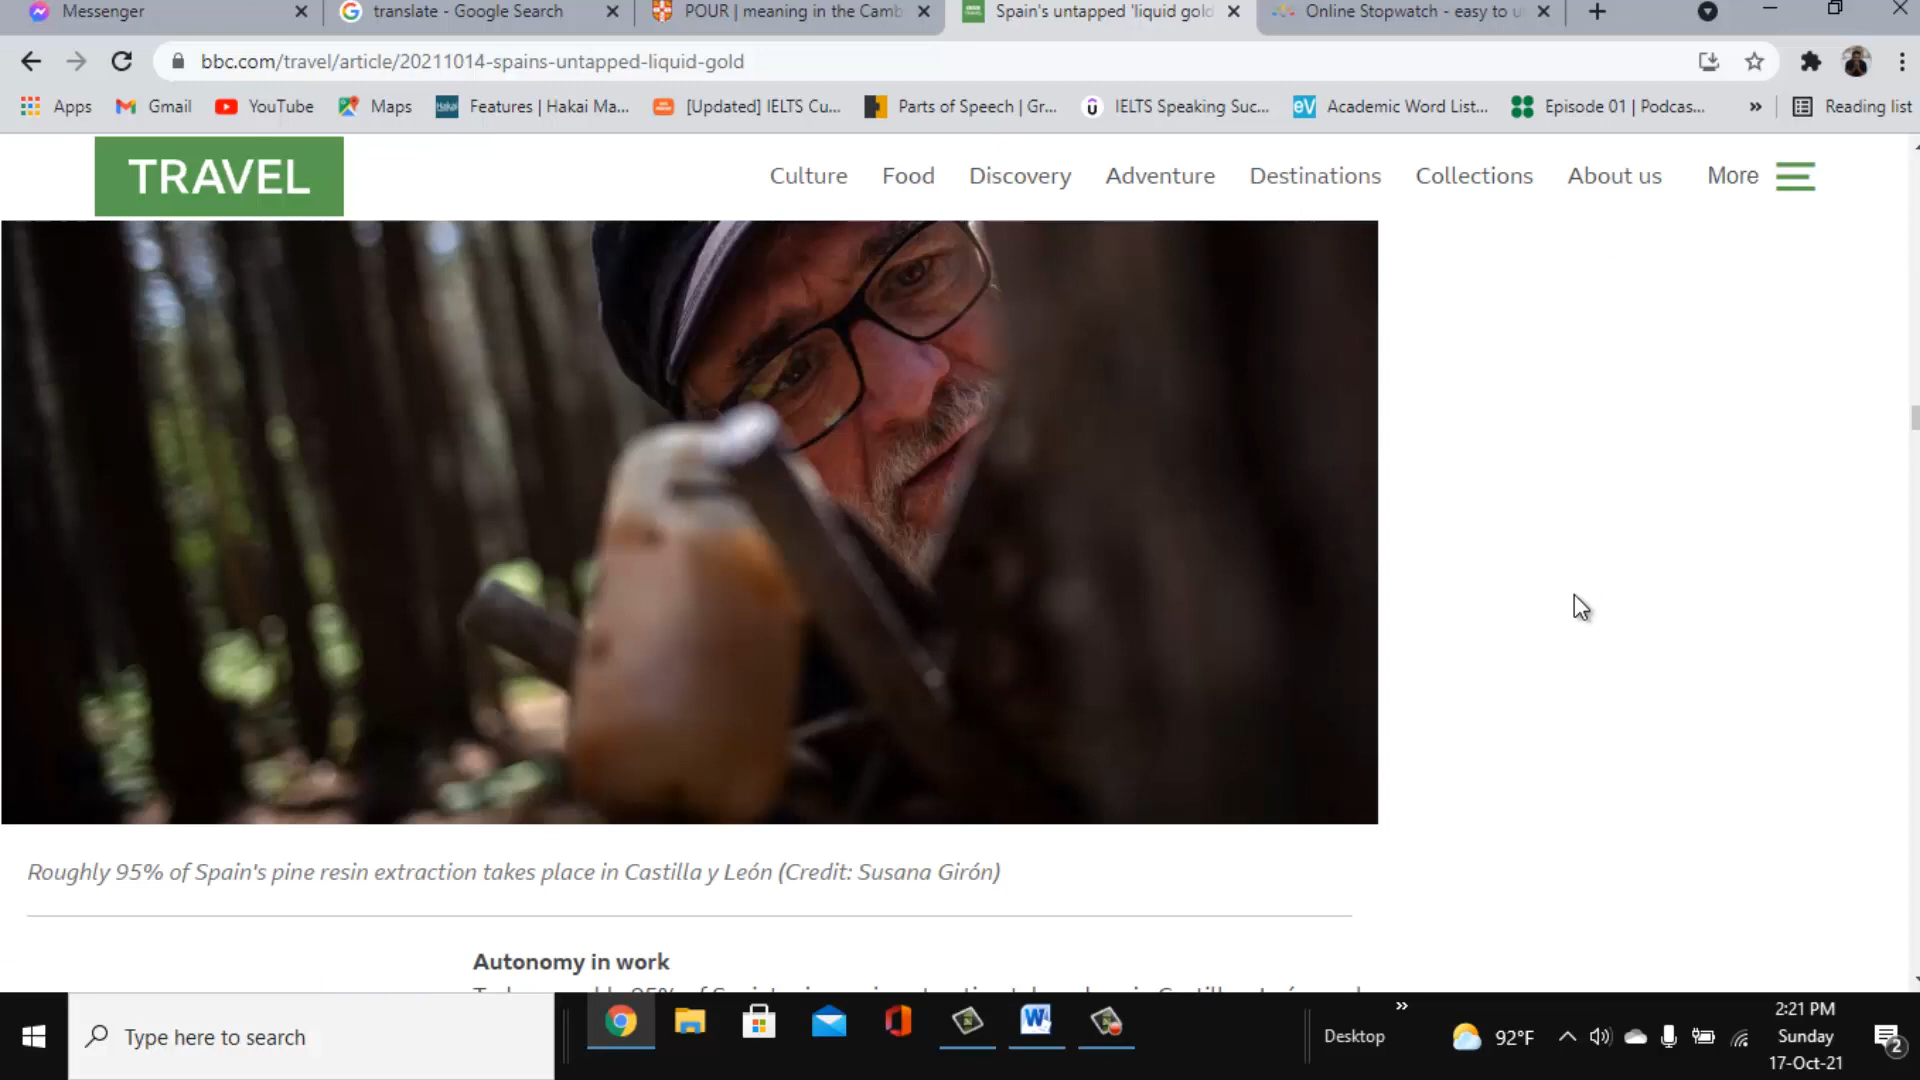 Messenger
translate - Google Search
POUR | meaning in the Camb
Spain's untapped 'liquid gold
Online Stopwatch - easy to u
bbc.com/travel/article/20211014-spains-untapped-liquid-gold
Apps
Gmail
YouTube
Maps
Hakai
Features | Hakai Ma...
[Updated] IELTS Cu...
Parts of Speech | Gr...
IELTS Speaking Suc...
eV
Academic Word List...
Episode 01 | Podcas...
Reading list
TRAVEL
Culture
Food
Discovery
Adventure
Destinations
Collections
About us
More
Roughly 95% of Spain's pine resin extraction takes place in Castilla y León (Credit: Susana Girón)
Autonomy in work
Type here to search
W
Desktop
92°F
2:21 PM
Sunday
17-Oct-21
2